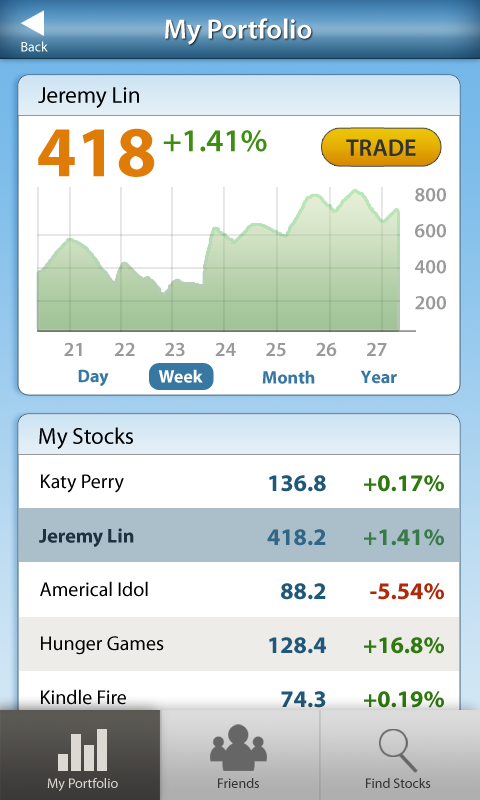 My Portfolio
Back
Jeremy Lin
418 +1.41% TRADE
800
600
400
200
21 22 23 24 25 26 27
Day Week Month Year
My Stocks
Katy Perry 136.8 +0.17%
Jeremy Lin 418.2 +1.41%
Americal Idol 88.2 -5.54%
Hunger Games 128.4 +16.8%
Kindle Fire 74.3 +0.19%
My Portfolio Friends Find Stocks